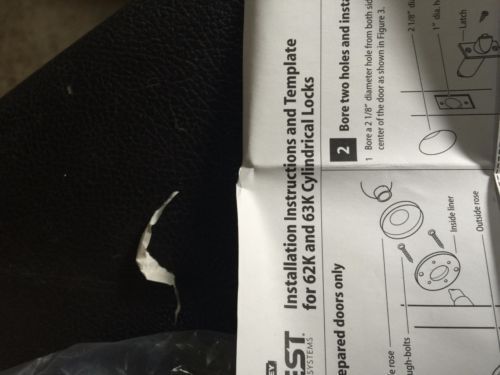 EY
EST
SYSTEMS
Installation Instructions and Template
for 62K and 63K Cylindrical Locks
epared doors only
e rose
ugh-bolts
Inside liner
Outside rose
2 Bore two holes and insta
1 Bore a 2 1/8" diameter hole from both sid
center of the door as shown in Figure 3.
2 1/8" di
1" dia. h
Latch